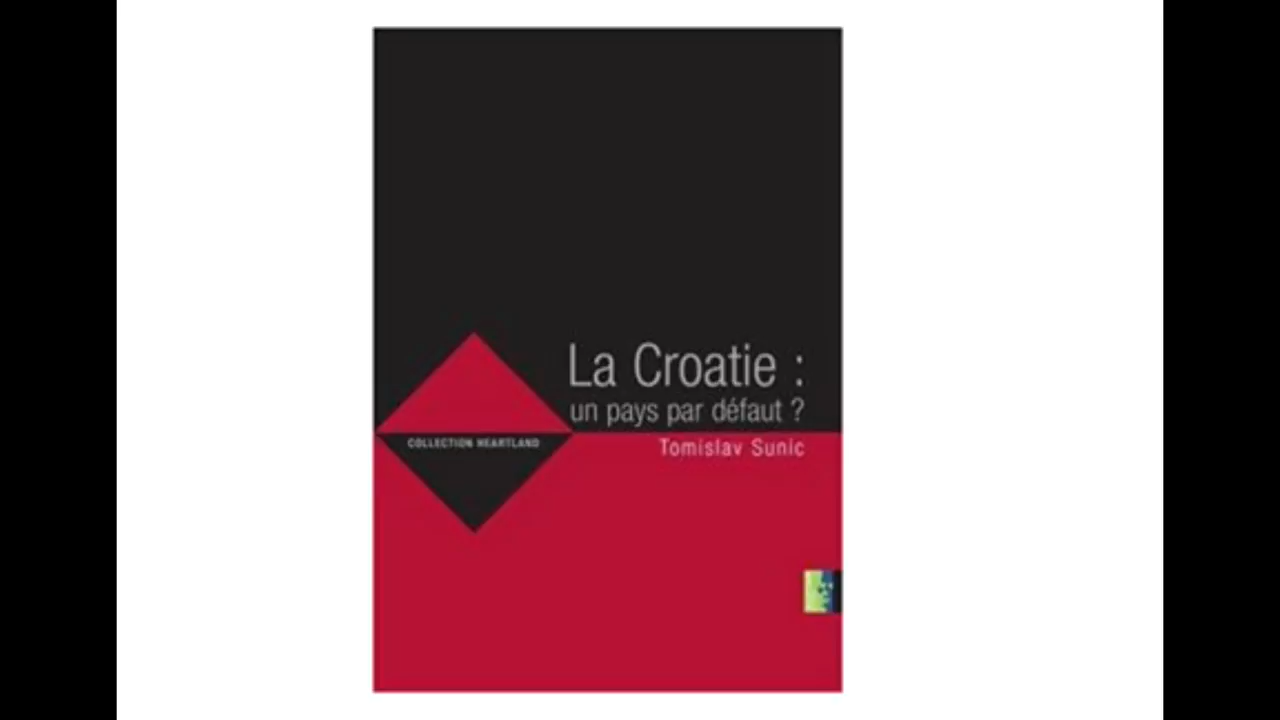 La Croatie :
un pays par défaut ?
COLLECTION HEARTLAND
Tomislav Sunic